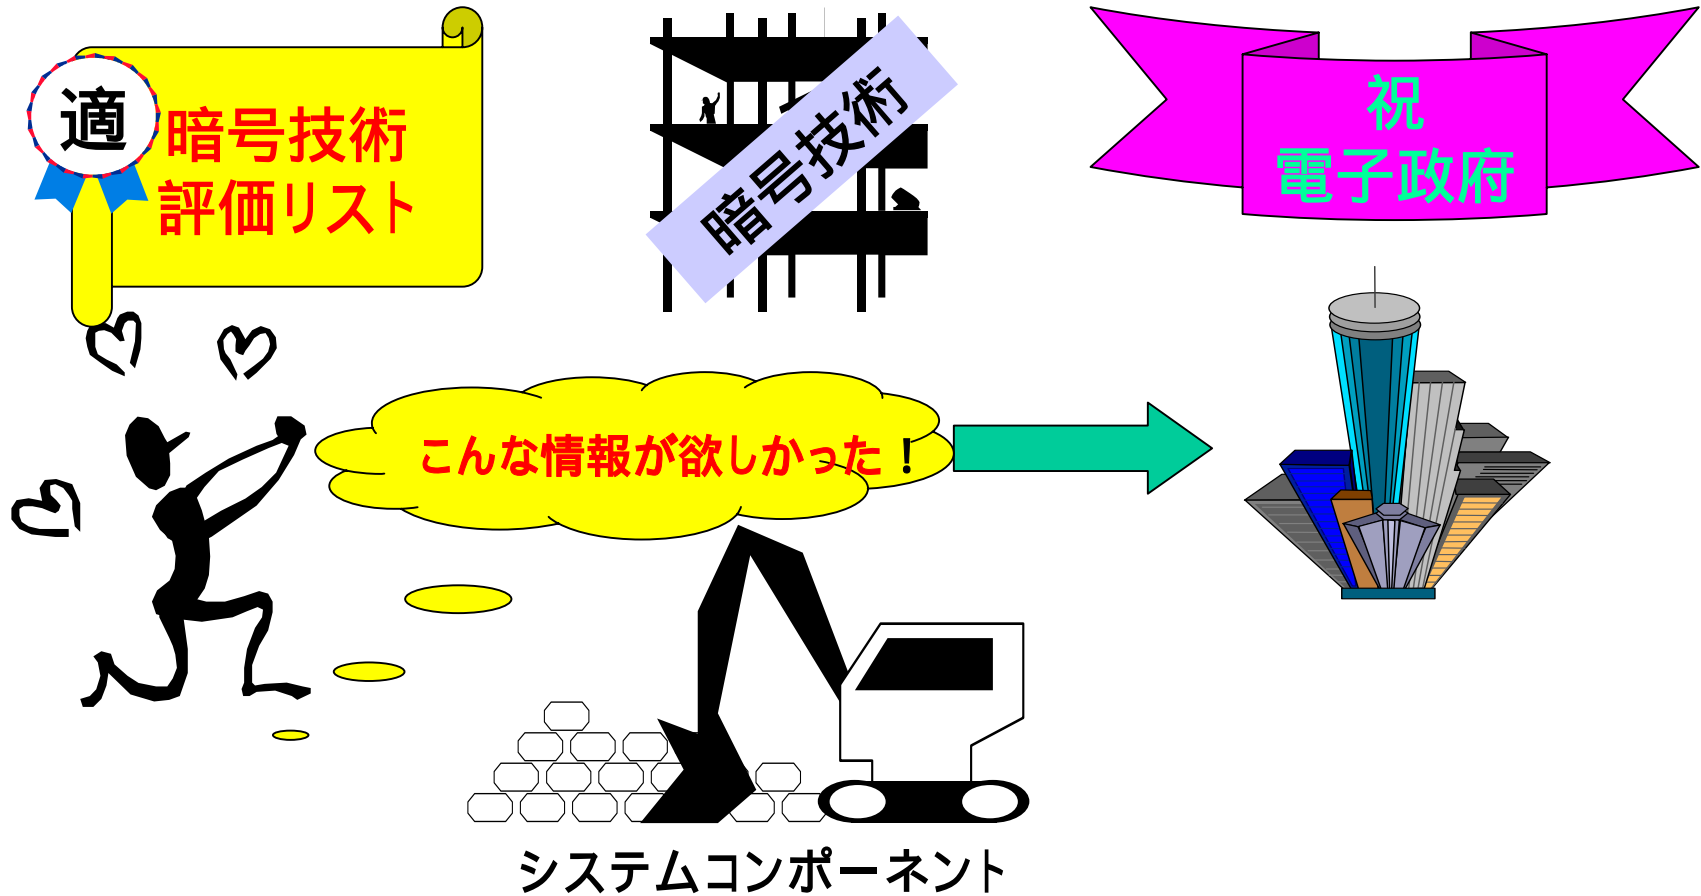 適
暗号技術
評価リスト
暗号技術
祝
電子政府
こんな情報が欲しかった！
システムコンポーネント